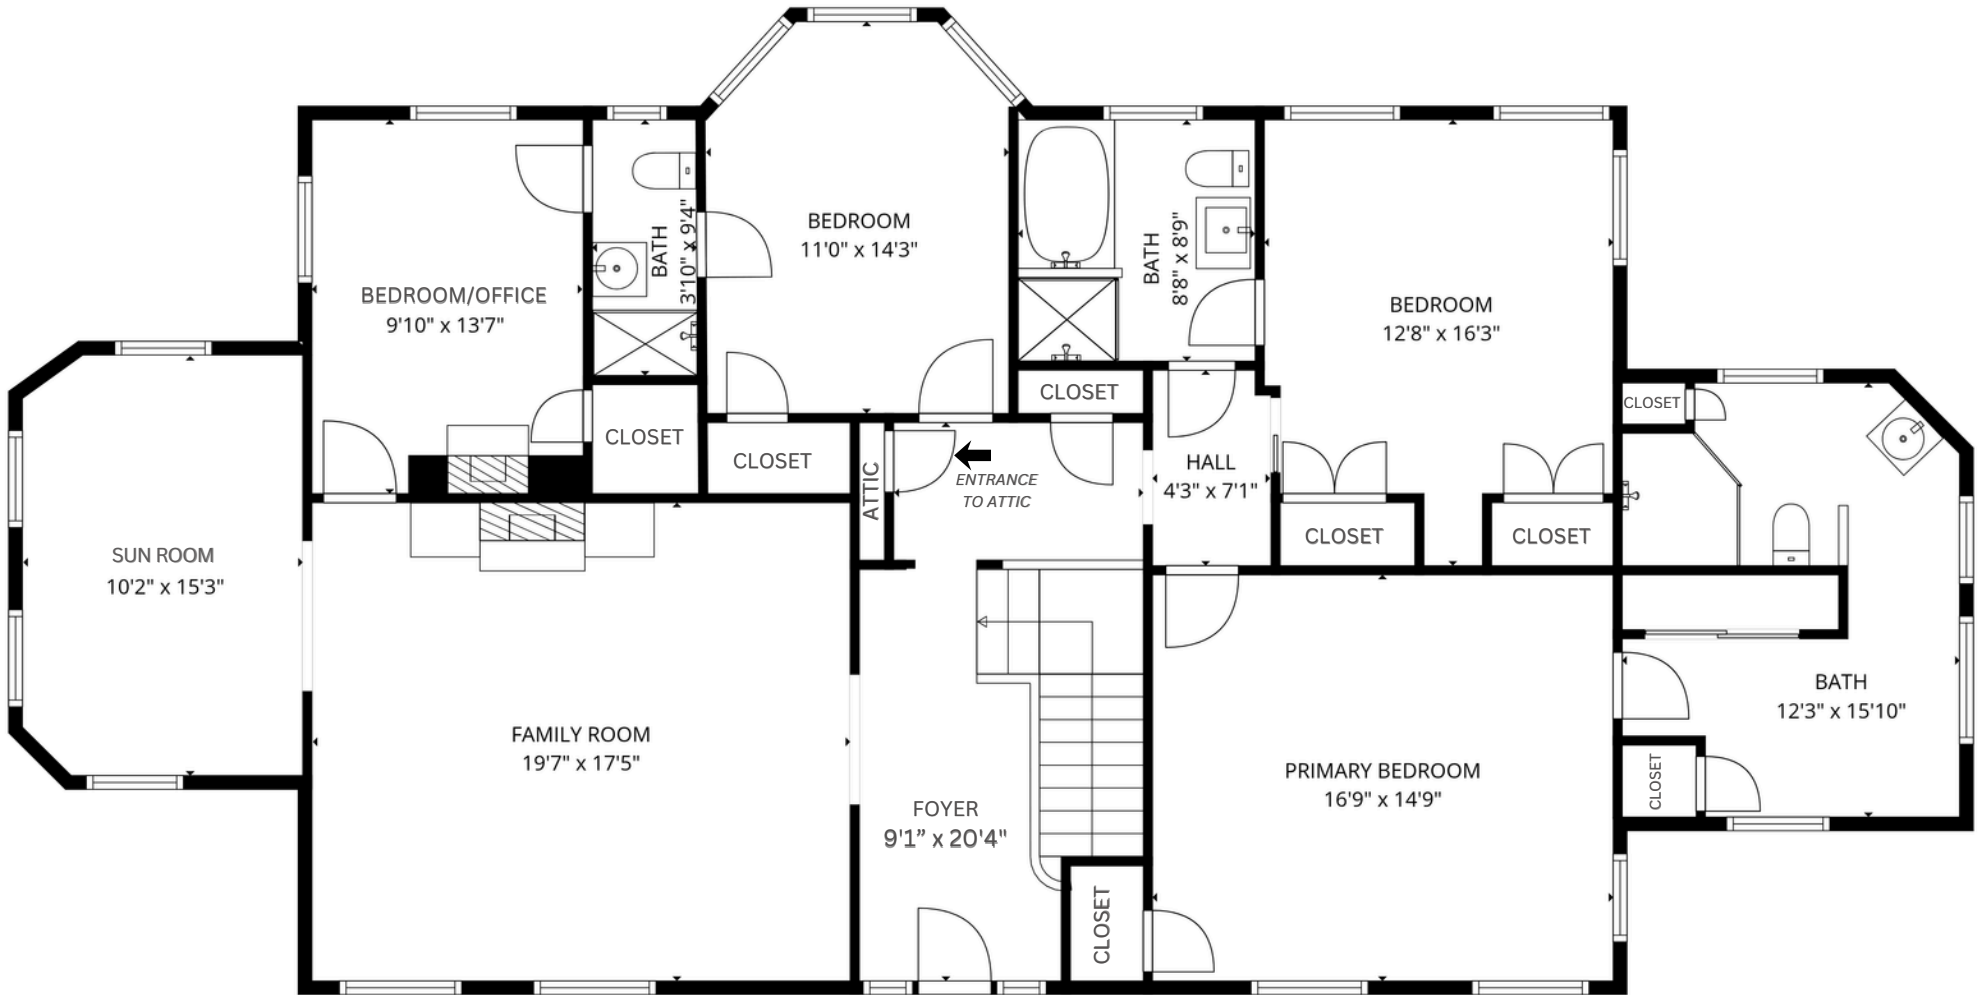 BEDROOM/OFFICE
9'10" x 13'7"
BATH
3'10" x 9'4"
BEDROOM
11'0" x 14'3"
BATH
8'8" x 8'9"
BEDROOM
12'8" x 16'3"
CLOSET
CLOSET
CLOSET
CLOSET
ATTIC
ENTRANCE
TO ATTIC
HALL
4'3" x 7'1"
CLOSET
CLOSET
SUN ROOM
10'2" x 15'3"
FAMILY ROOM
19'7" x 17'5"
FOYER
9'1” x 20'4"
CLOSET
PRIMARY BEDROOM
16'9" x 14'9"
BATH
12'3" x 15'10"
CLOSET